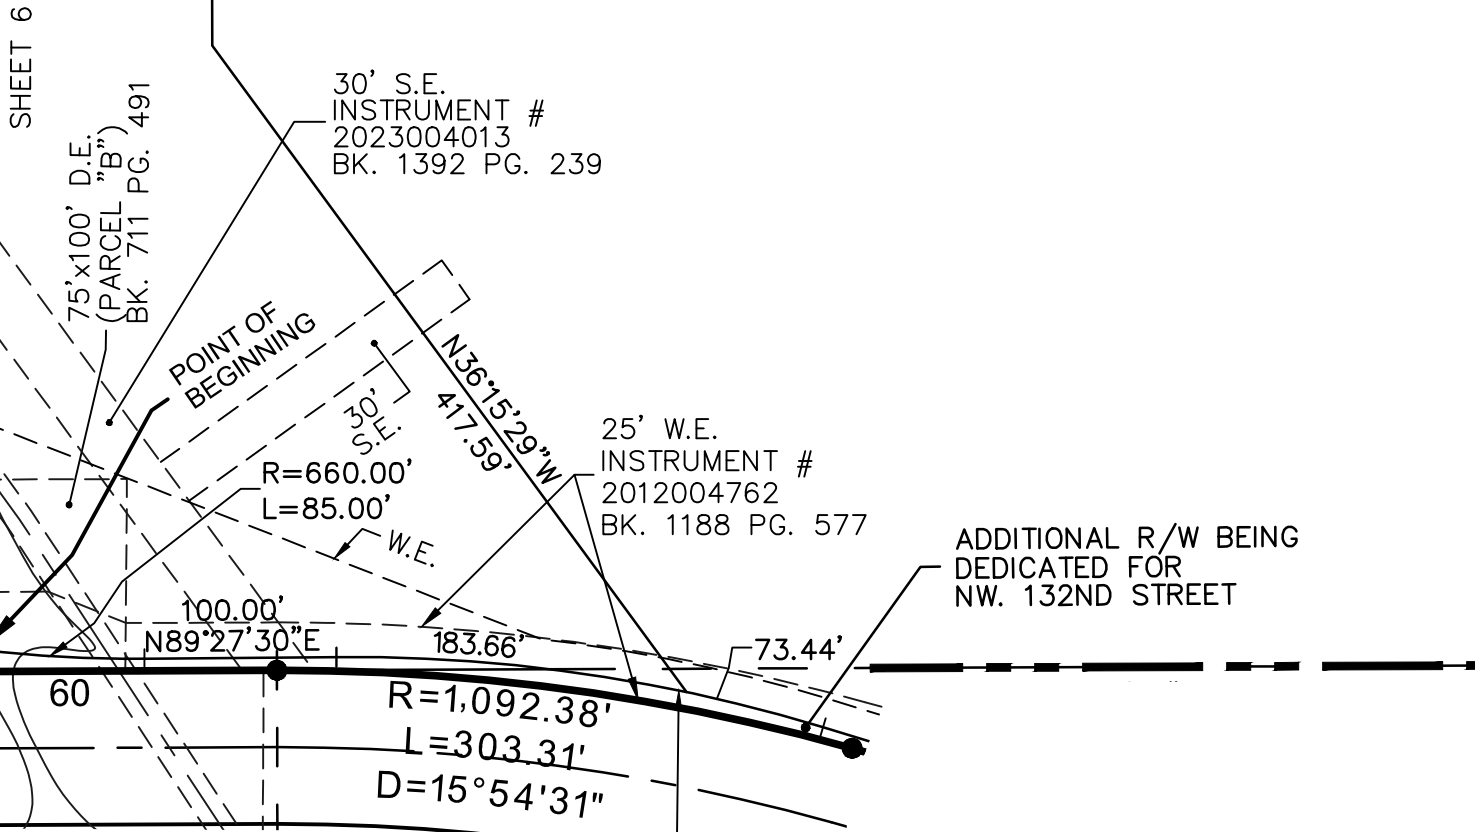 SHEET 6
30' S.E.
INSTRUMENT #
2023004013
BK. 1392 PG. 239
75'x100' D.E.
(PARCEL "B")
BK. 711 PG. 491
POINT OF
BEGINNING
30'
S.E.
N36°15'29"W
417.59'
25' W.E.
INSTRUMENT #
2012004762
BK. 1188 PG. 577
R=660.00'
L=85.00'
W.E.
ADDITIONAL R/W BEING
DEDICATED FOR
NW. 132ND STREET
100.00'
N89°27'30"E
183.66'
73.44'
60
R=1,092.38'
L=303.31'
D=15°54'31"